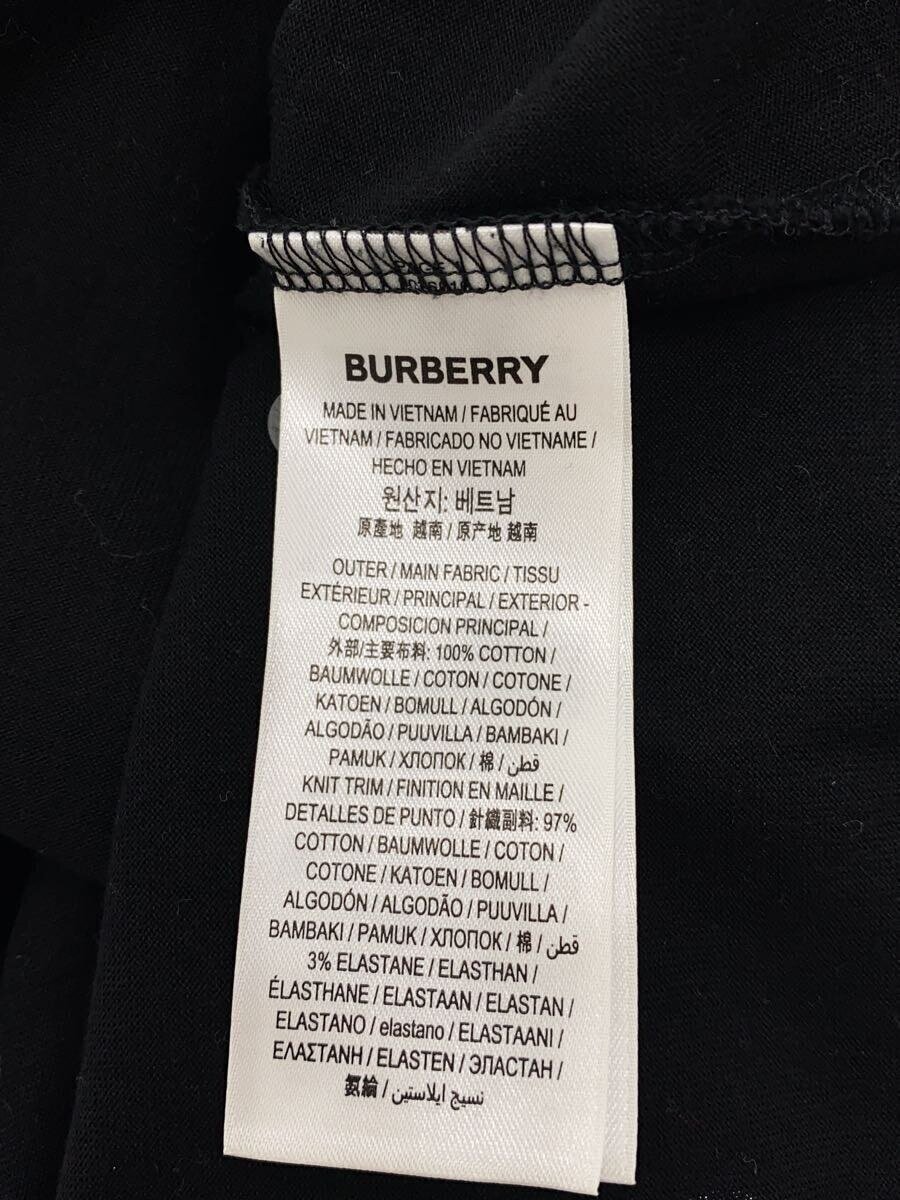 BURBERRY
MADE IN VIETNAM / FABRIQUÉ AU
VIETNAM / FABRICADO NO VIETNAME /
HECHO EN VIETNAM
원산지: 베트남
原產地 越南 / 原产地 越南
OUTER / MAIN FABRIC / TISSU
EXTÉRIEUR / PRINCIPAL / EXTERIOR -
COMPOSICION PRINCIPAL /
外部/主要布料: 100% COTTON /
BAUMWOLLE / COTON / COTONE /
KATOEN / BOMULL / ALGODÓN /
ALGODÃO / PUUVILLA / BAMBAKI /
PAMUK / ХЛОПОК / 棉 / قطن
KNIT TRIM / FINITION EN MAILLE /
DETALLES DE PUNTO / 針織副料: 97%
COTTON / BAUMWOLLE / COTON /
COTONE / KATOEN / BOMULL /
ALGODÓN / ALGODÃO / PUUVILLA /
BAMBAKI / PAMUK / ХЛОПОК / 棉 / قطن
3% ELASTANE / ELASTHAN /
ÉLASTHANE / ELASTAAN / ELASTAN /
ELASTANO / elastano / ELASTAANI /
ΕΛΑΣΤΑΝΗ / ELASTEN / ЭЛАСТАН /
氨綸 / نسيج ايلاستين